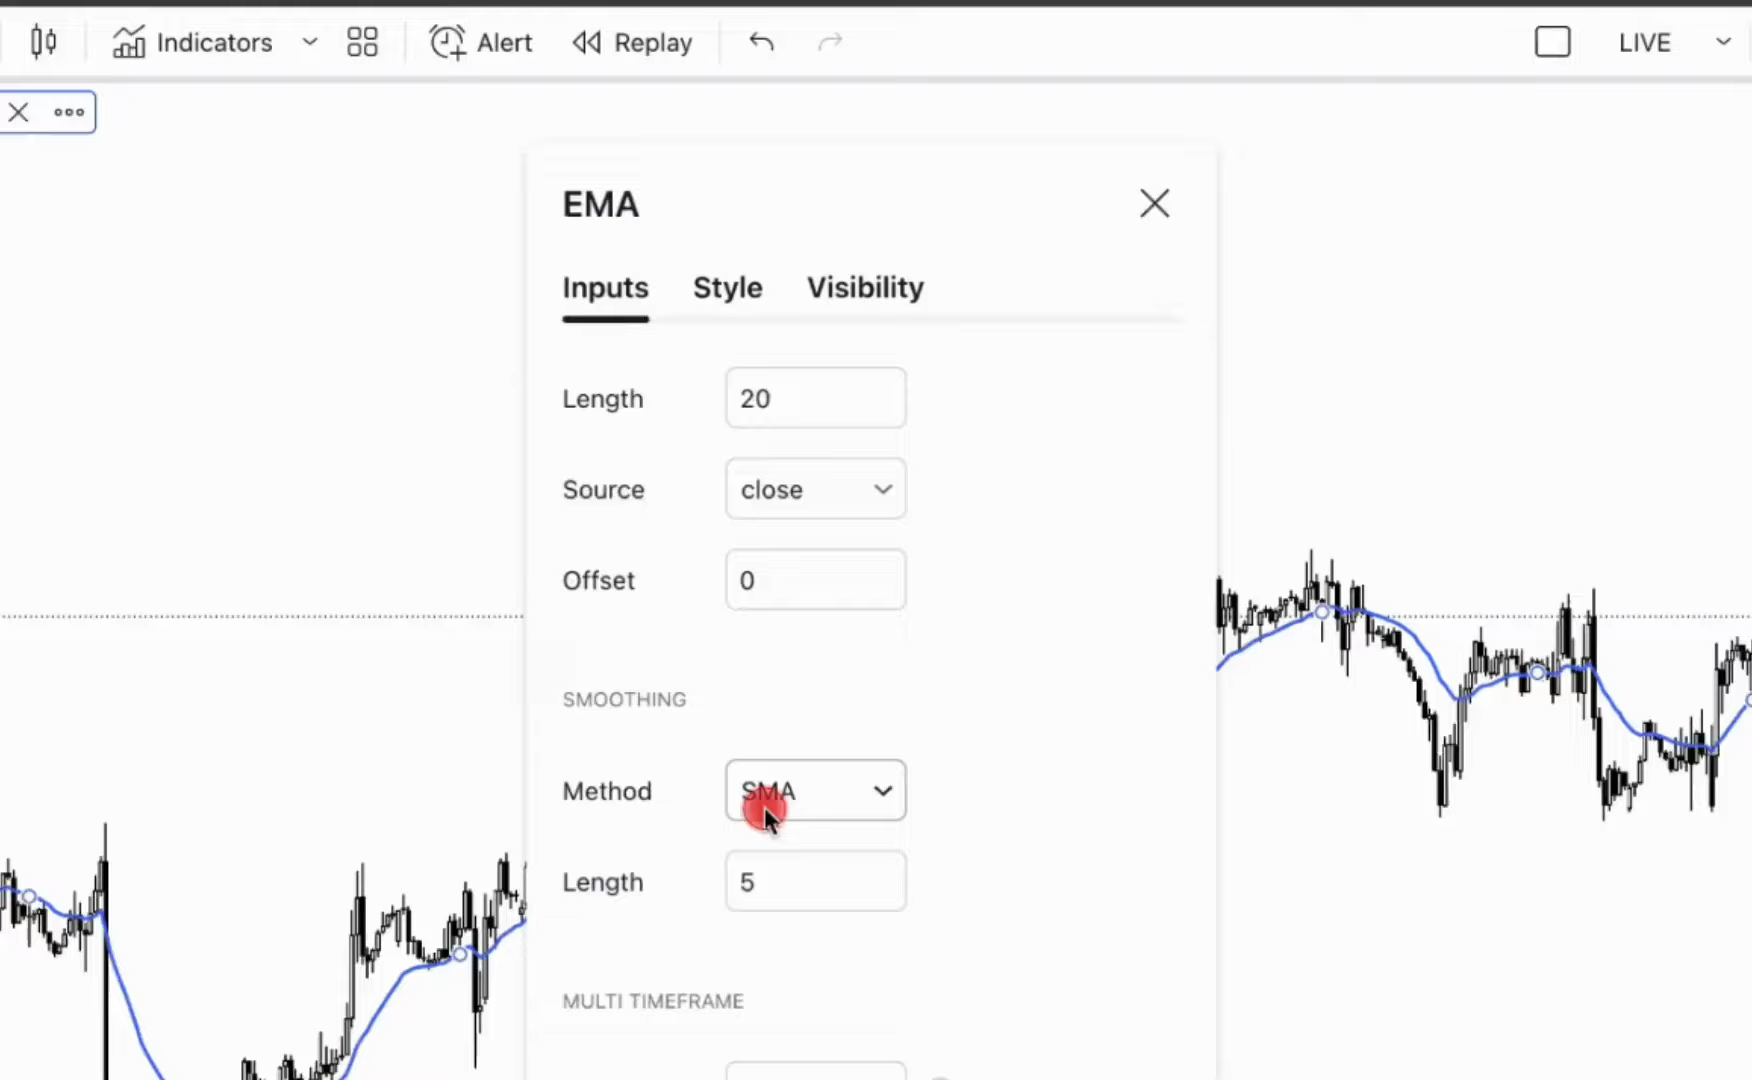 Indicators Alert Replay LIVE
EMA
Inputs Style Visibility
Length 20
Source close
Offset 0
SMOOTHING
Method SMA
Length 5
MULTI TIMEFRAME